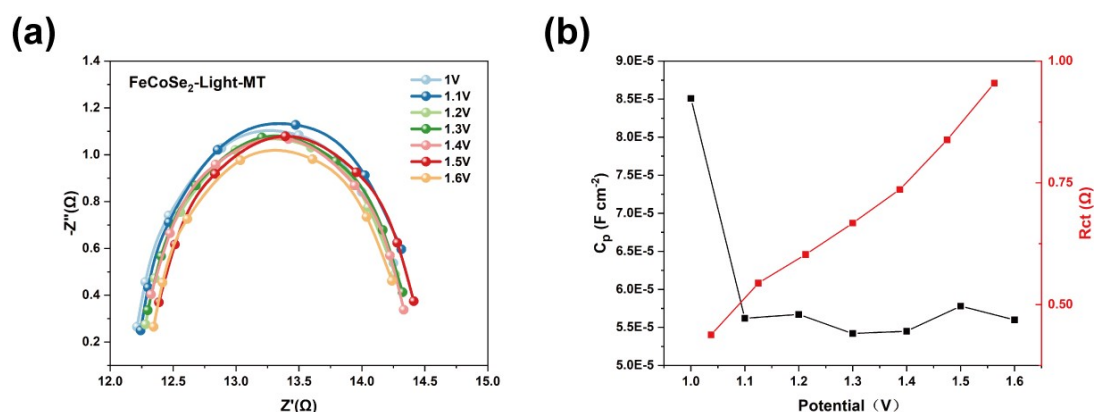 (a)
1.4
1.2
1.0
0.8
0.6
0.4
0.2
-Z''(Ω)
FeCoSe₂-Light-MT
1V
1.1V
1.2V
1.3V
1.4V
1.5V
1.6V
12.0 12.5 13.0 13.5 14.0 14.5 15.0
Z'(Ω)
(b)
9.0E-5
8.5E-5
8.0E-5
7.5E-5
7.0E-5
6.5E-5
6.0E-5
5.5E-5
5.0E-5
Cₚ (F cm⁻²)
1.00
0.75
0.50
Rct (Ω)
1.0 1.1 1.2 1.3 1.4 1.5 1.6
Potential（V）